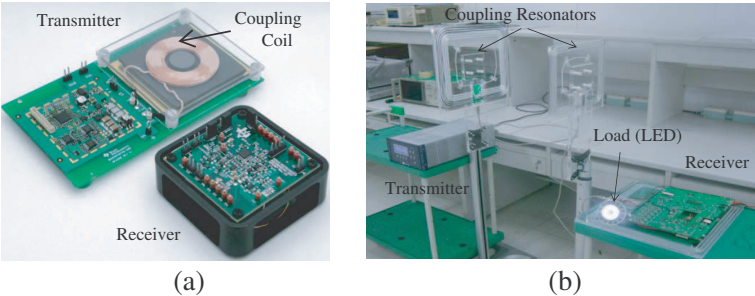 Transmitter
Coupling
Coil
Receiver
(a)
Coupling Resonators
Load (LED)
Receiver
Transmitter
(b)